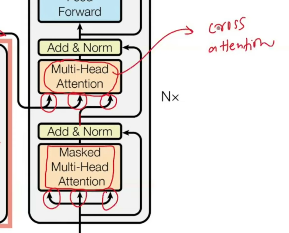 Feed
Forward
Add & Norm
cross
attention
Multi-Head
Attention
Nx
Add & Norm
Masked
Multi-Head
Attention